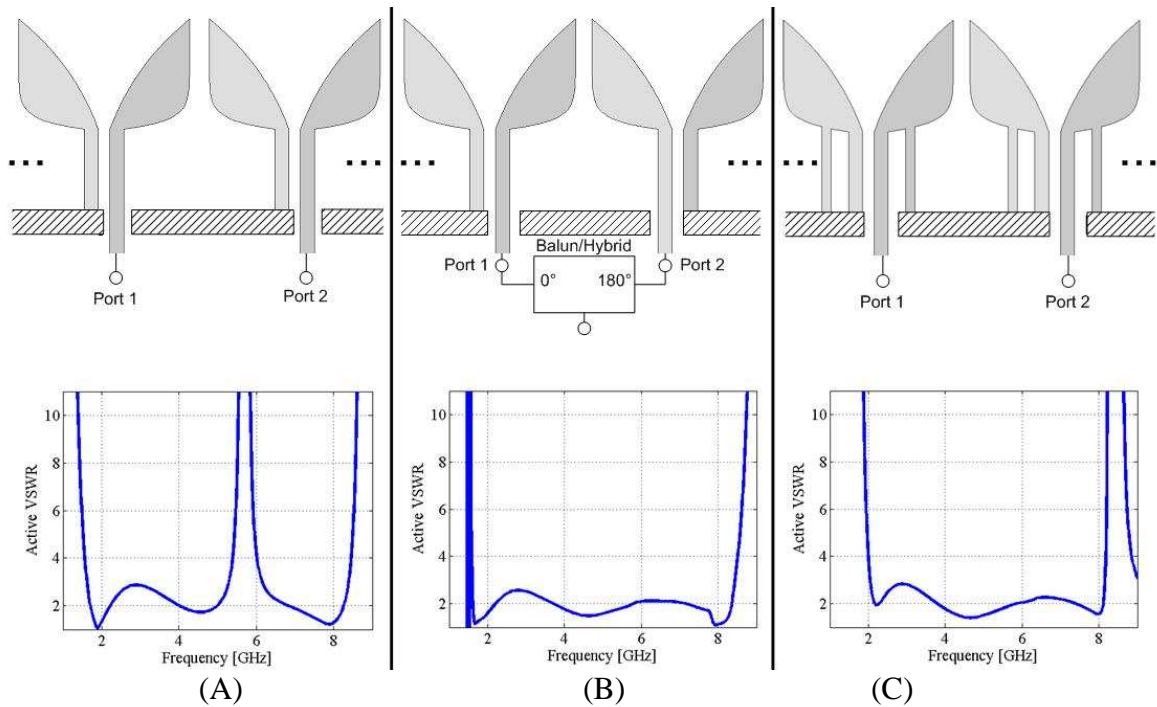 Port 1
Port 2
Balun/Hybrid
Port 1
0°
180°
Port 2
Port 1
Port 2
10
8
6
4
2
Active VSWR
2
4
6
8
Frequency [GHz]
10
8
6
4
2
Active VSWR
2
4
6
8
Frequency [GHz]
10
8
6
4
2
Active VSWR
2
4
6
8
Frequency [GHz]
(A)
(B)
(C)